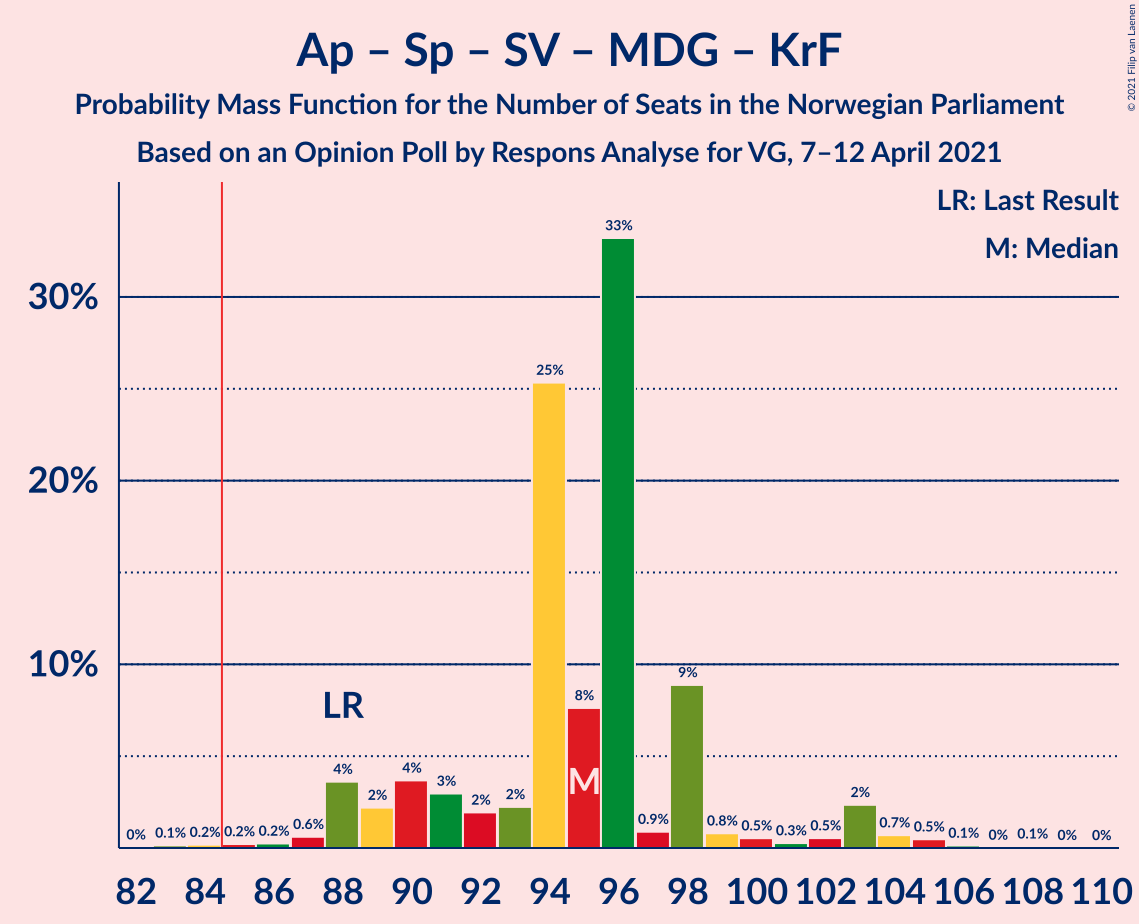 Ap – Sp – SV – MDG – KrF
Probability Mass Function for the Number of Seats in the Norwegian Parliament
Based on an Opinion Poll by Respons Analyse for VG, 7–12 April 2021
© 2021 Filip van Laenen
LR: Last Result
M: Median
30%
20%
10%
LR
M
0% 0.1% 0.2% 0.2% 0.2% 0.6% 4% 2% 4% 3% 2% 2% 25% 8% 33% 0.9% 9% 0.8% 0.5% 0.3% 0.5% 2% 0.7% 0.5% 0.1% 0% 0.1% 0% 0%
82 84 86 88 90 92 94 96 98 100 102 104 106 108 110